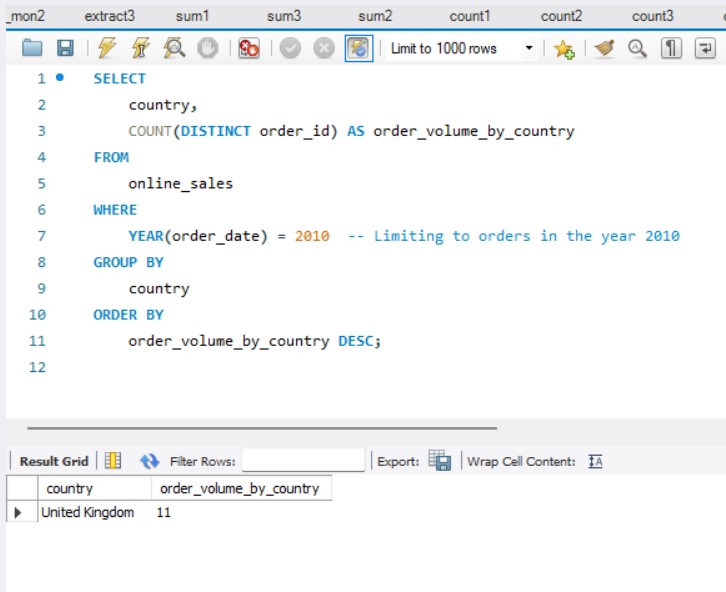 _mon2 extract3 sum1 sum3 sum2 count1 count2 count3
Limit to 1000 rows
1 SELECT
2 country,
3 COUNT(DISTINCT order_id) AS order_volume_by_country
4 FROM
5 online_sales
6 WHERE
7 YEAR(order_date) = 2010 -- Limiting to orders in the year 2010
8 GROUP BY
9 country
10 ORDER BY
11 order_volume_by_country DESC;
12
Result Grid Filter Rows: Export: Wrap Cell Content:
country order_volume_by_country
United Kingdom 11